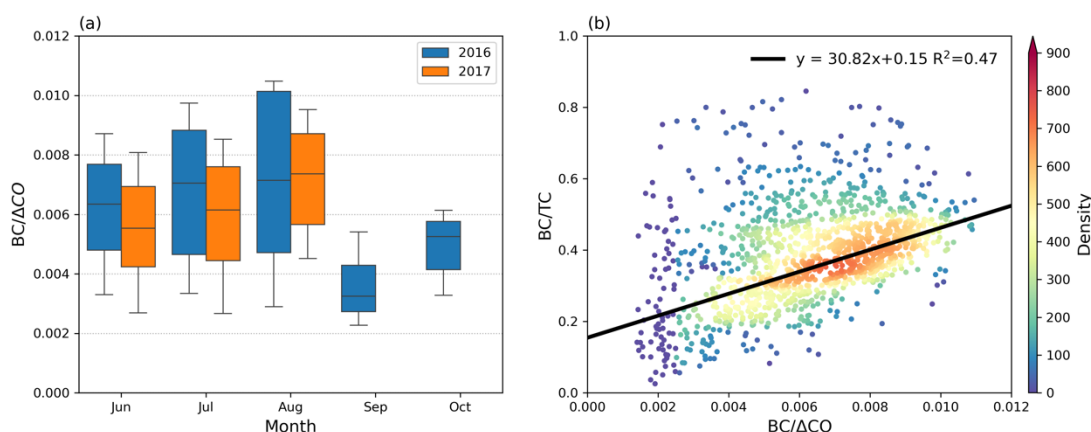 (a)
0.012
0.010
0.008
0.006
0.004
0.002
0.000
BC/ΔCO
Jun
Jul
Aug
Sep
Oct
Month
2016
2017
(b)
1.0
0.8
0.6
0.4
0.2
0.0
BC/TC
0.000
0.002
0.004
0.006
0.008
0.010
0.012
BC/ΔCO
y = 30.82x+0.15 R²=0.47
900
800
700
600
500
400
300
200
100
0
Density